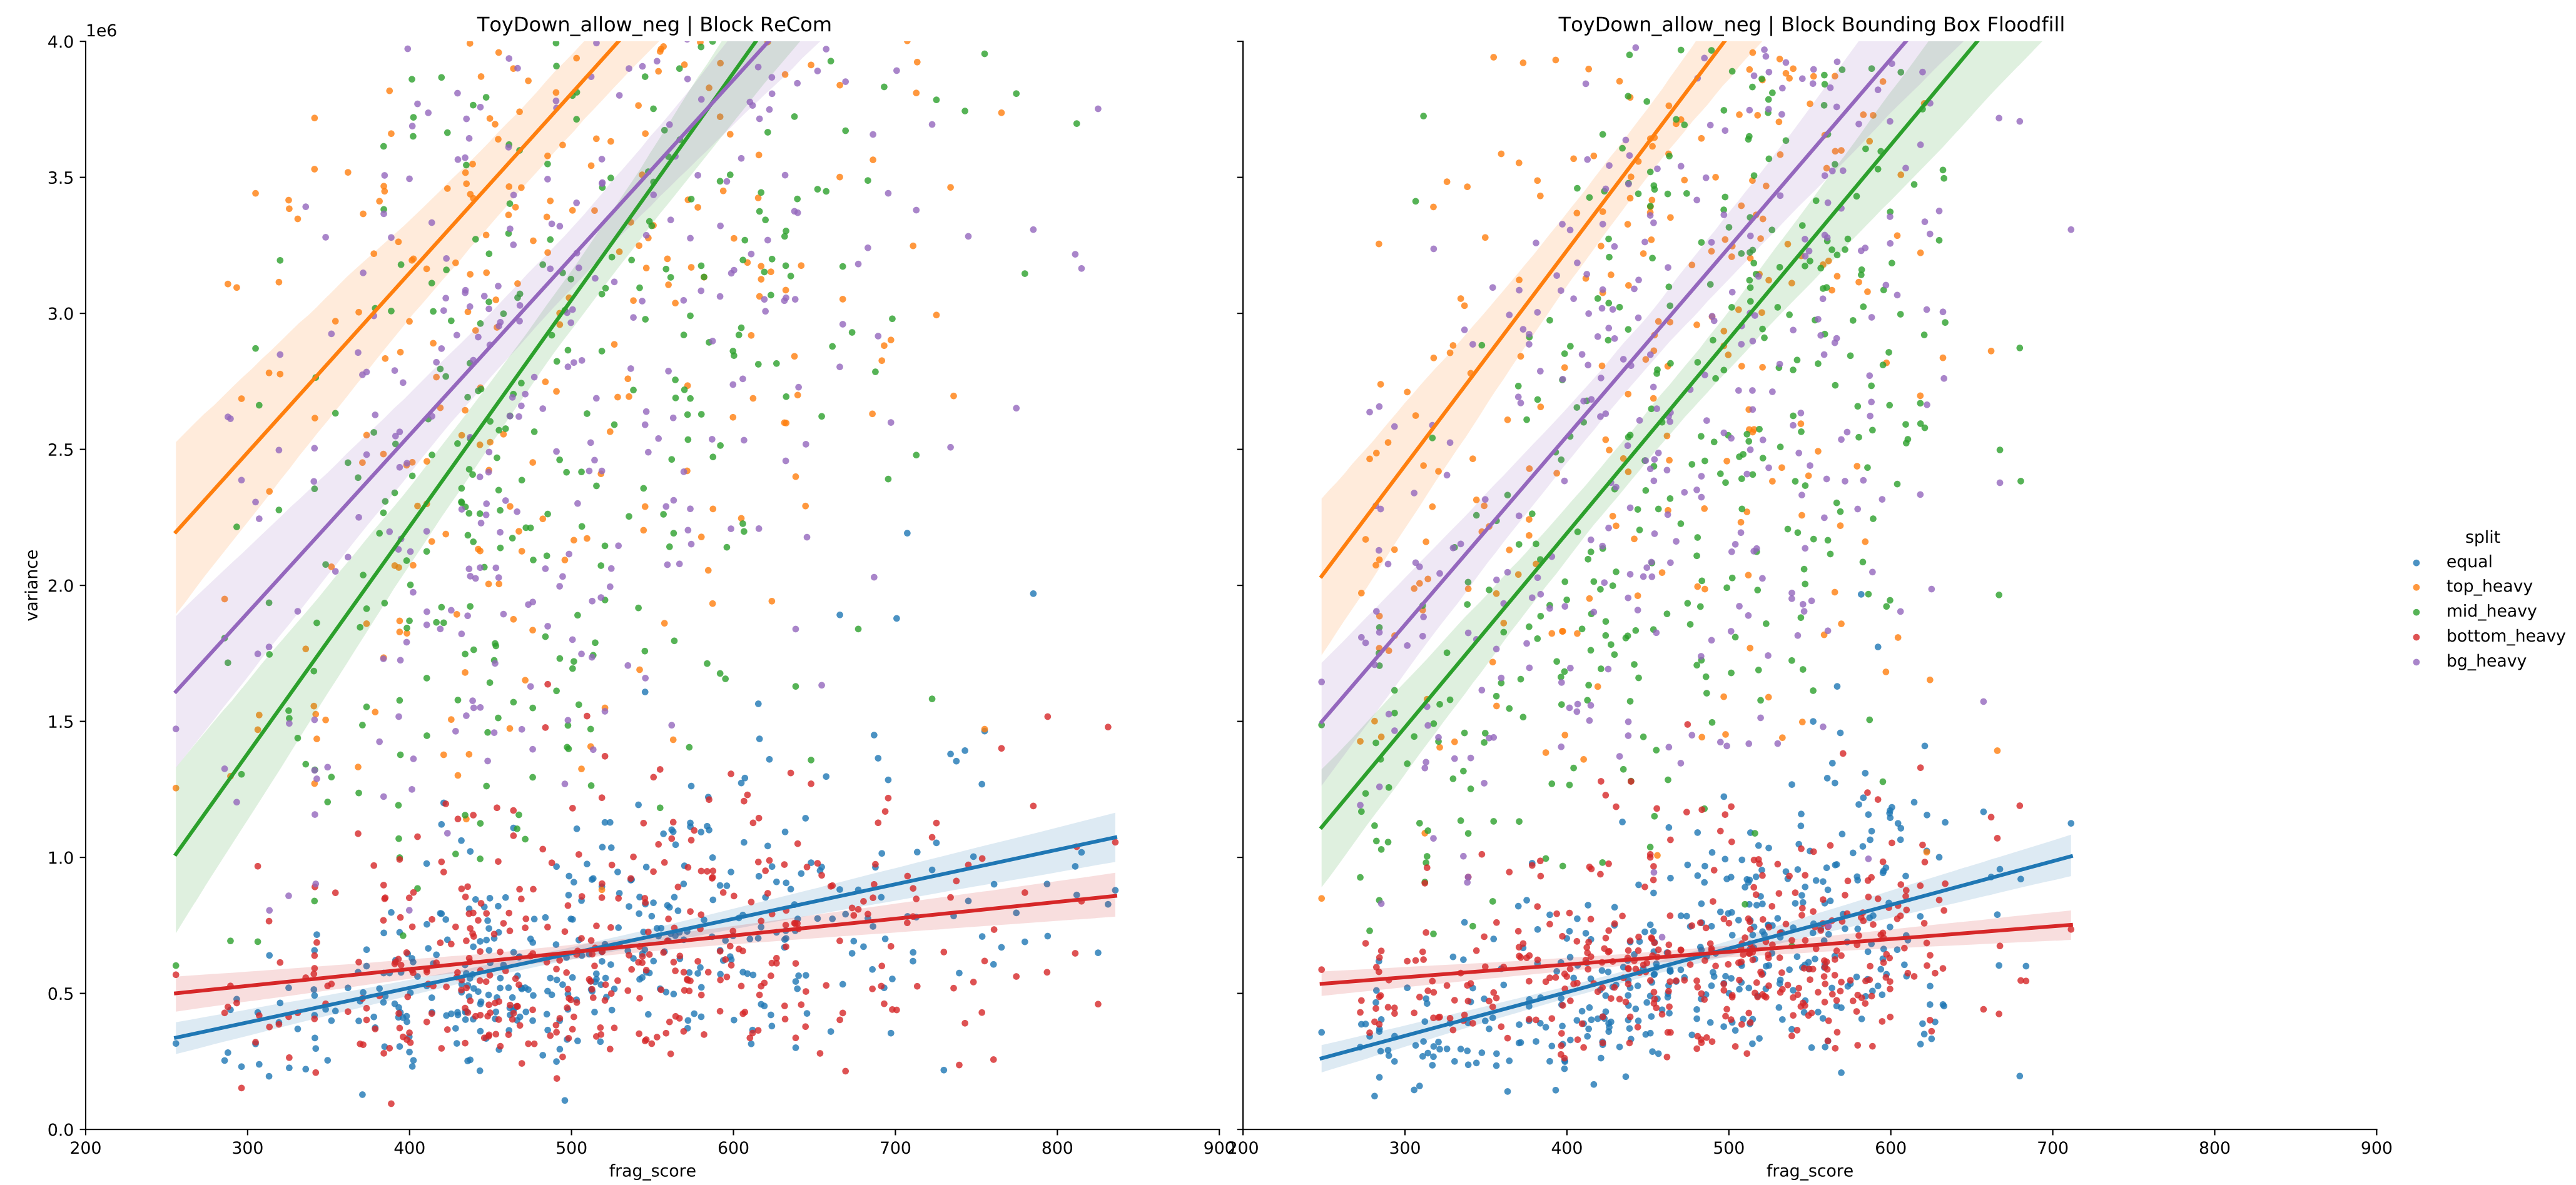 ToyDown_allow_neg | Block ReCom
ToyDown_allow_neg | Block Bounding Box Floodfill
1e6
4.0
3.5
3.0
2.5
2.0
1.5
1.0
0.5
0.0
variance
200 300 400 500 600 700 800 900
200 300 400 500 600 700 800 900
frag_score
frag_score
split
equal
top_heavy
mid_heavy
bottom_heavy
bg_heavy